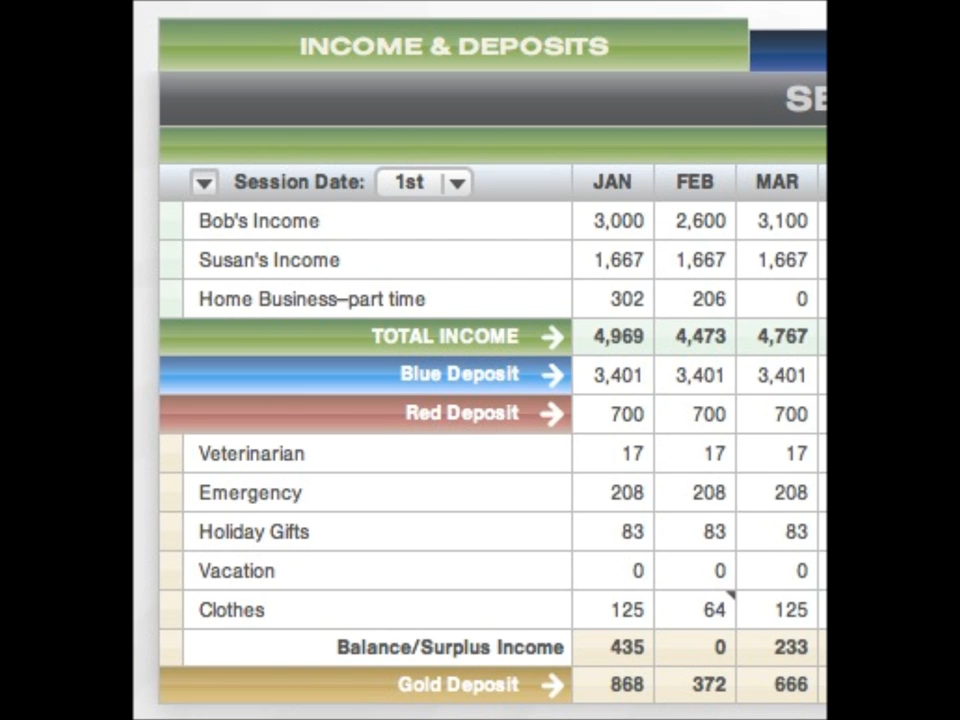 INCOME & DEPOSITS
SE
Session Date: 1st JAN FEB MAR
Bob's Income 3,000 2,600 3,100
Susan's Income 1,667 1,667 1,667
Home Business–part time 302 206 0
TOTAL INCOME → 4,969 4,473 4,767
Blue Deposit → 3,401 3,401 3,401
Red Deposit → 700 700 700
Veterinarian 17 17 17
Emergency 208 208 208
Holiday Gifts 83 83 83
Vacation 0 0 0
Clothes 125 64 125
Balance/Surplus Income 435 0 233
Gold Deposit → 868 372 666